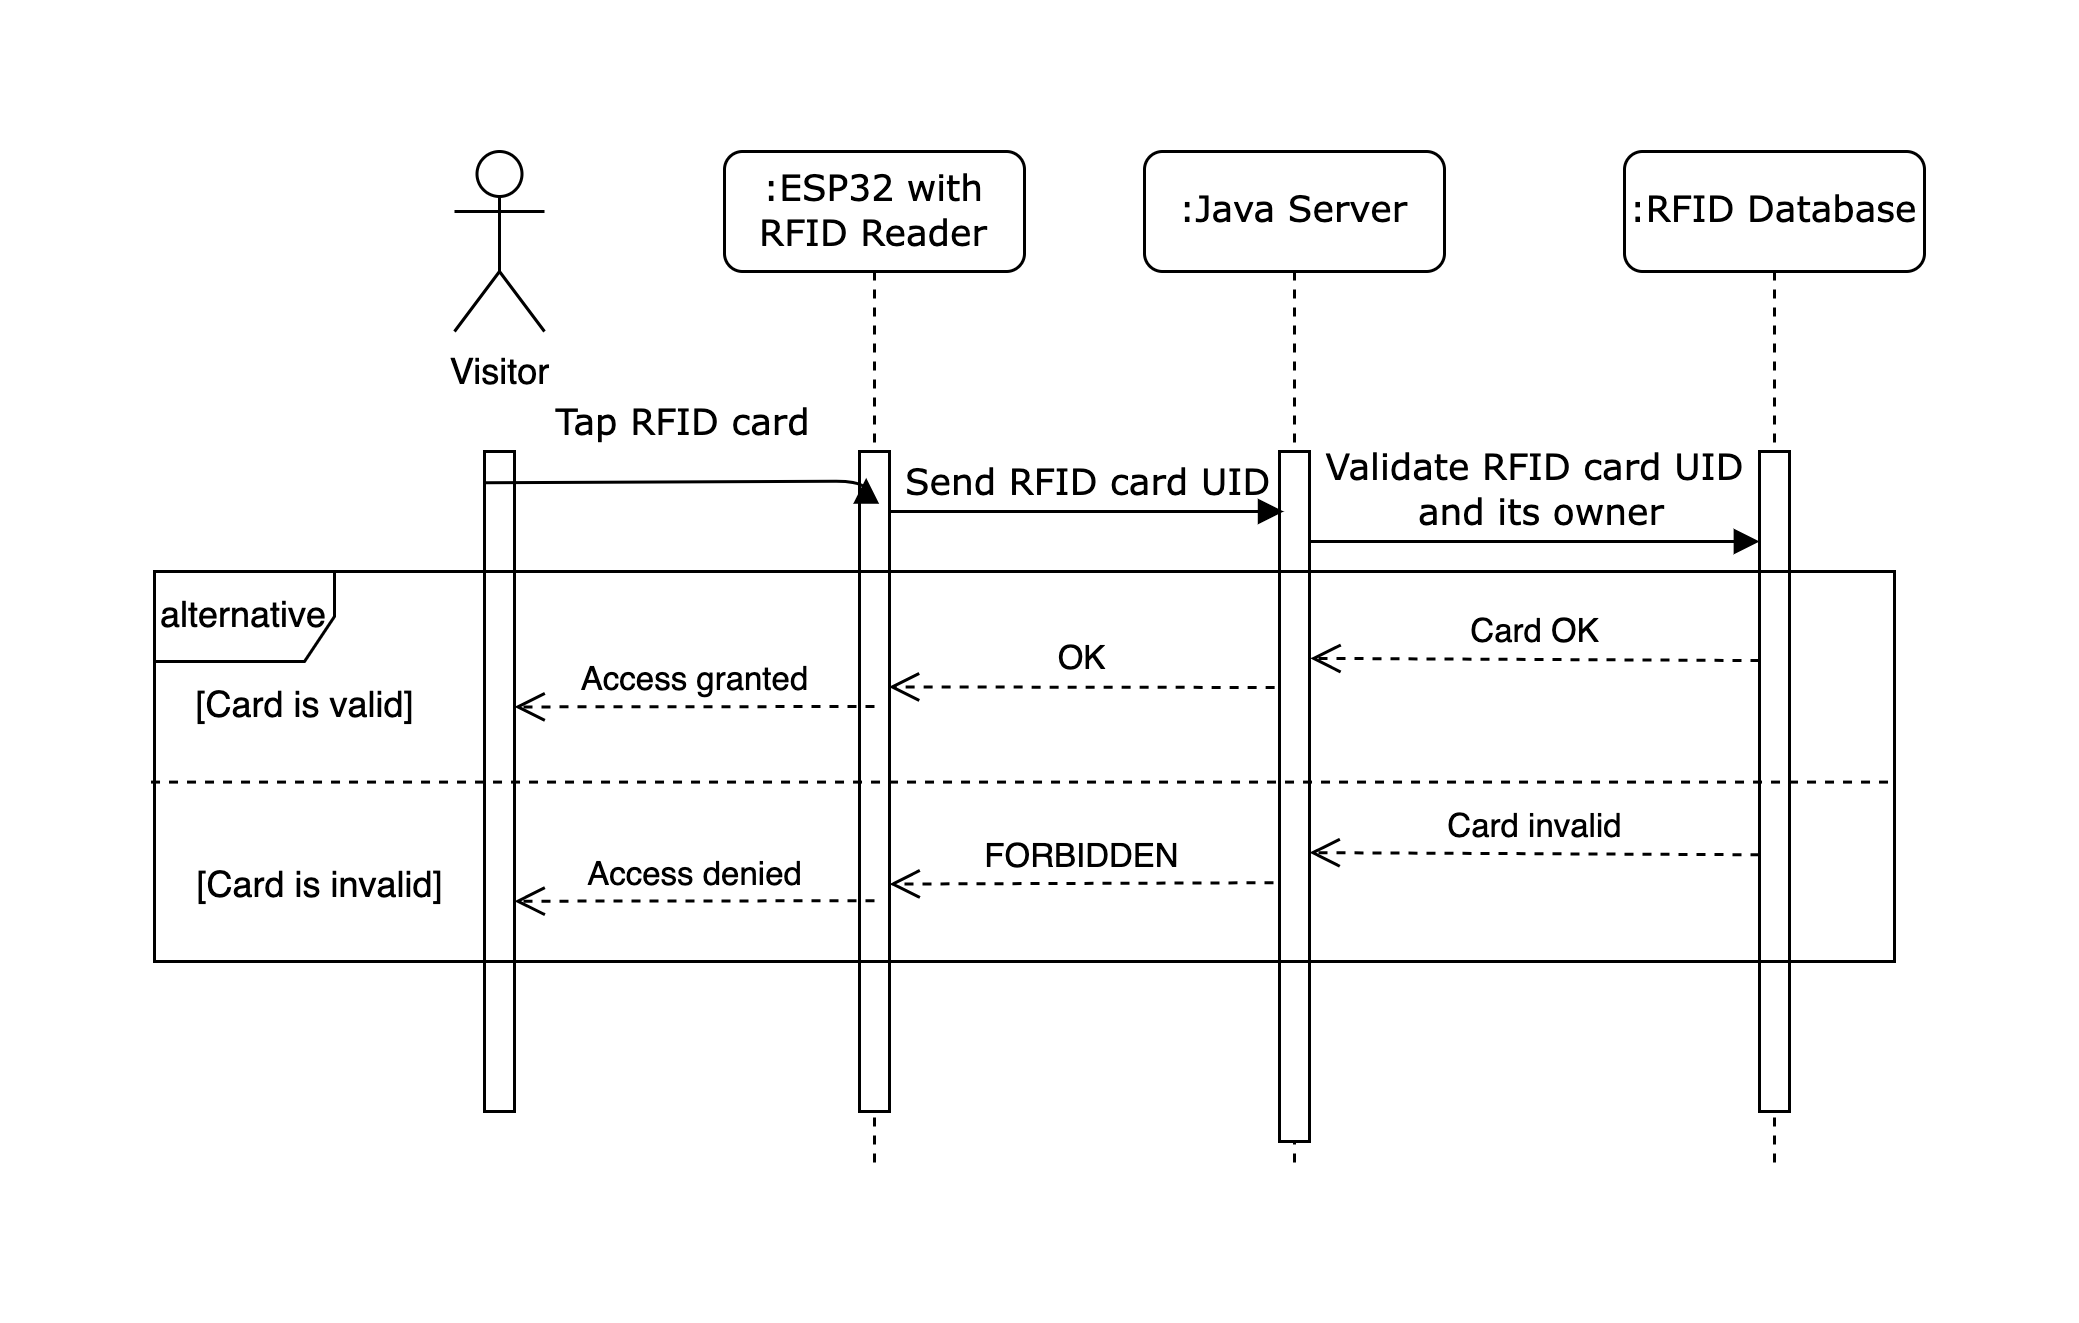 :ESP32 with
RFID Reader
:Java Server
:RFID Database
Visitor
Tap RFID card
Send RFID card UID
Validate RFID card UID
and its owner
alternative
Card OK
OK
Access granted
[Card is valid]
Card invalid
FORBIDDEN
Access denied
[Card is invalid]